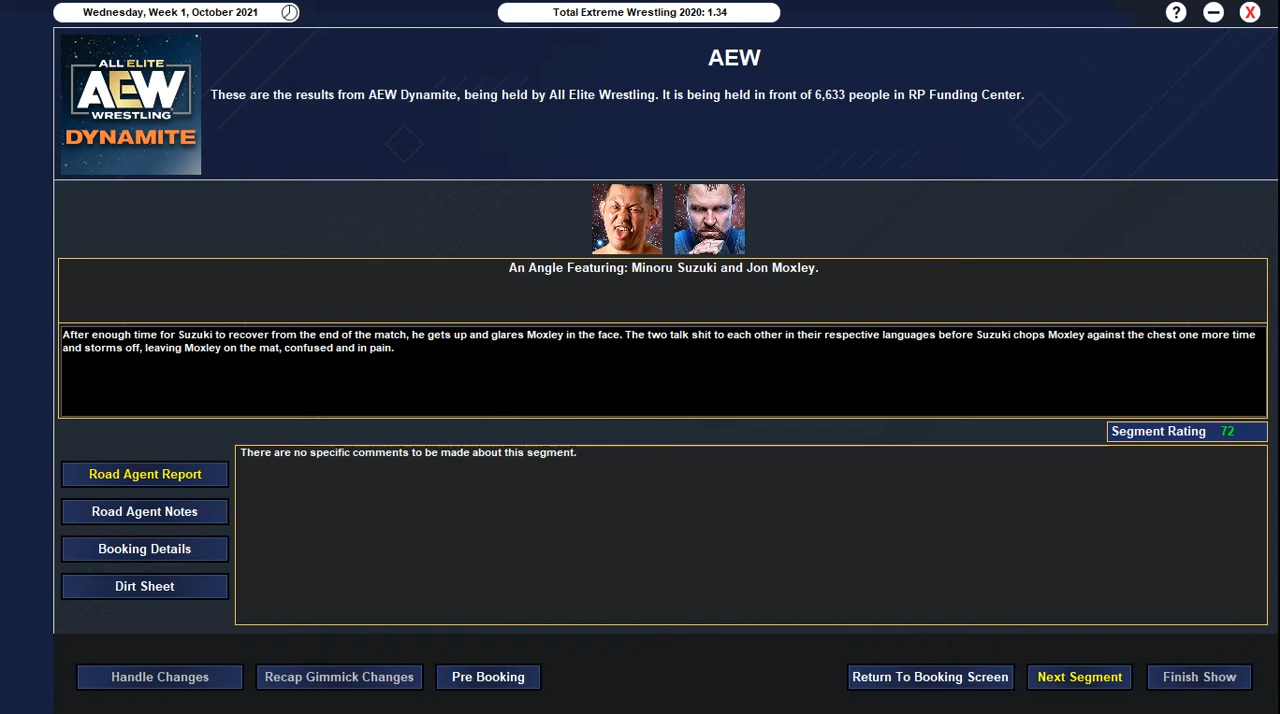 Wednesday, Week 1, October 2021
Total Extreme Wrestling 2020: 1.34
?
X
ALL ELITE
AEW
WRESTLING
DYNAMITE
AEW
These are the results from AEW Dynamite, being held by All Elite Wrestling. It is being held in front of 6,633 people in RP Funding Center.
An Angle Featuring: Minoru Suzuki and Jon Moxley.
After enough time for Suzuki to recover from the end of the match, he gets up and glares Moxley in the face. The two talk shit to each other in their respective languages before Suzuki chops Moxley against the chest one more time
and storms off, leaving Moxley on the mat, confused and in pain.
Segment Rating 72
There are no specific comments to be made about this segment.
Road Agent Report
Road Agent Notes
Booking Details
Dirt Sheet
Handle Changes
Recap Gimmick Changes
Pre Booking
Return To Booking Screen
Next Segment
Finish Show